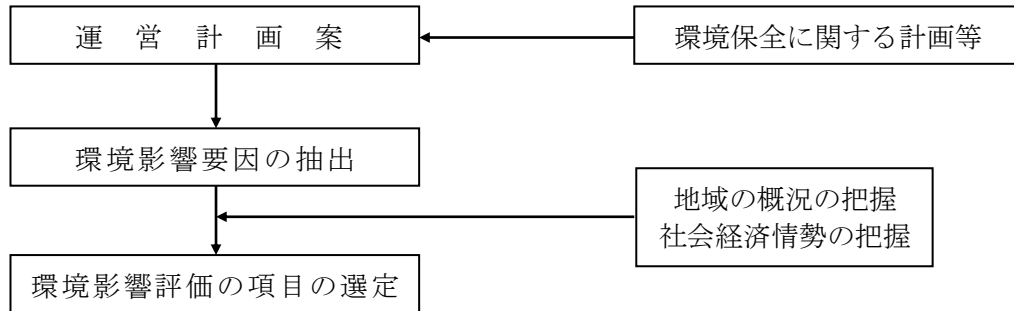 運営計画案
環境保全に関する計画等
環境影響要因の抽出
地域の概況の把握
社会経済情勢の把握
環境影響評価の項目の選定